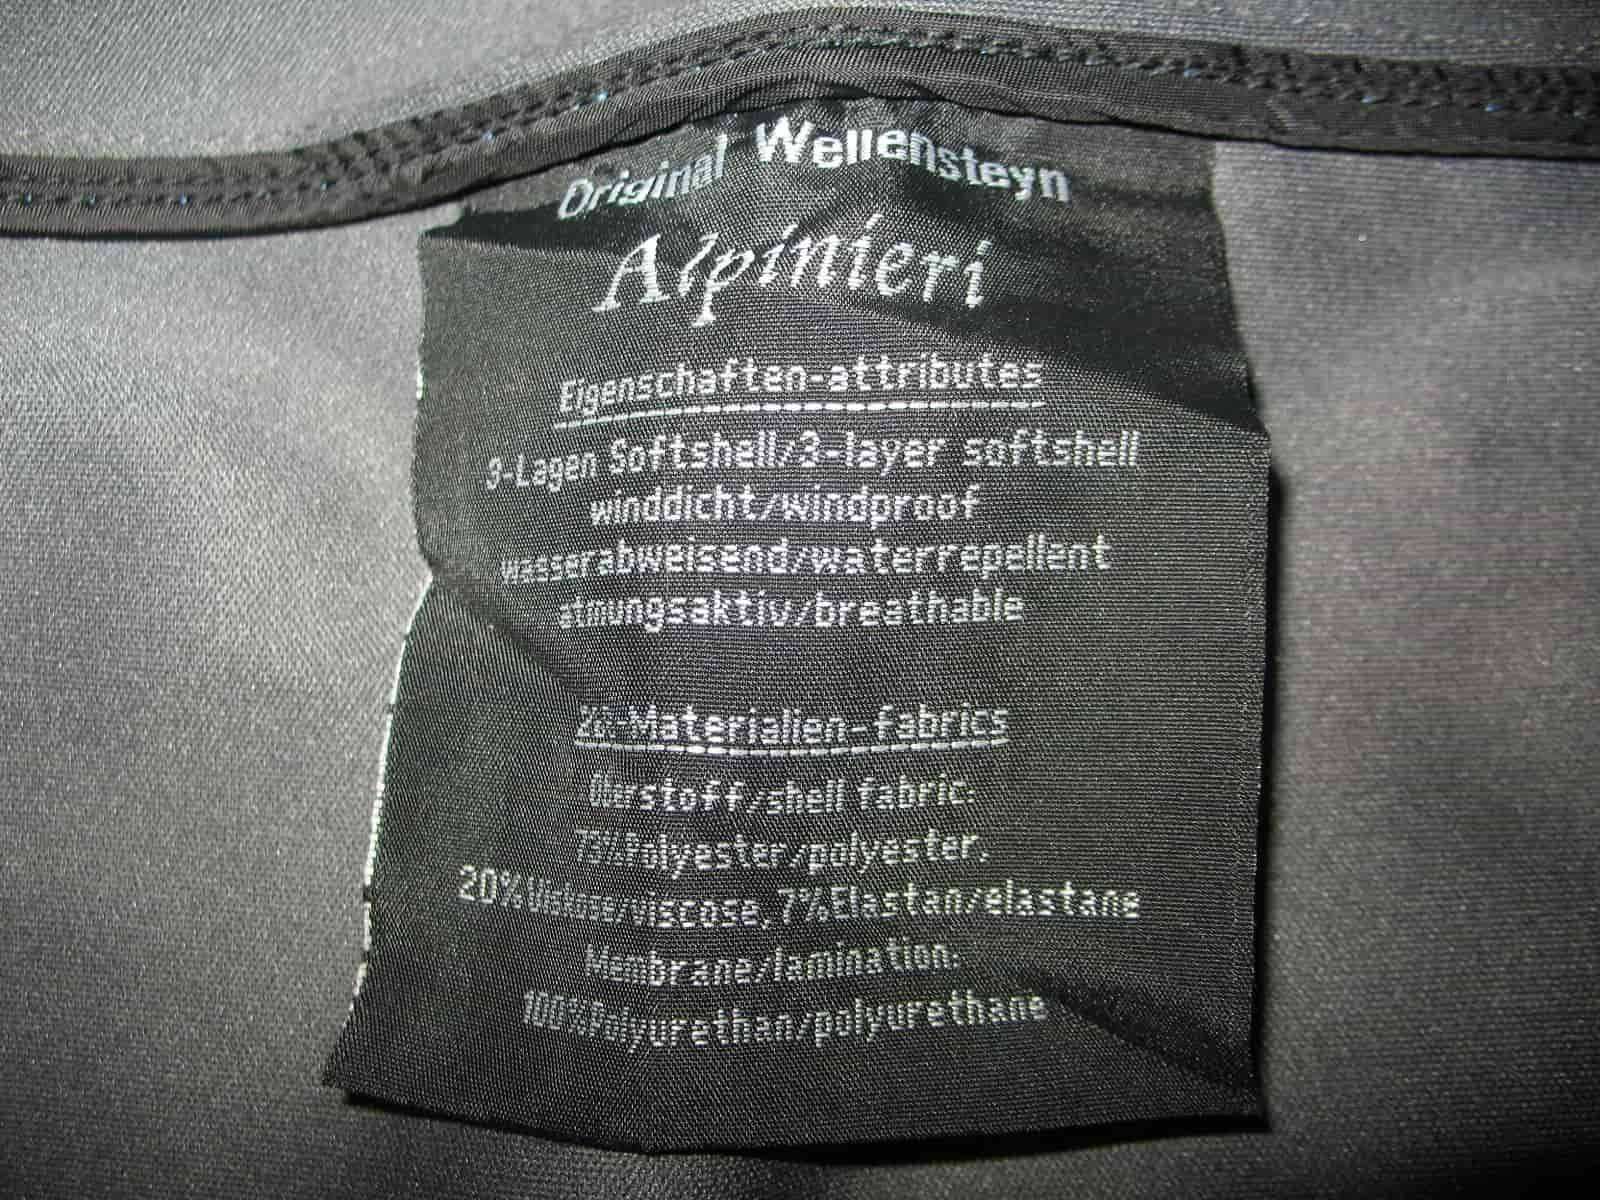 Original Wellensteyn
Alpinieri
Eigenschaften-attributes
3-Lagen Softshell/3-layer softshell
winddicht/windproof
wasserabweisend/waterrepellent
atmungsaktiv/breathable
-Materialien-fabrics
Oberstoff/shell fabric:
73%Polyester/polyester,
20%Viskose/viscose, 7%Elastan/elastane
Membrane/lamination:
100%Polyurethan/polyurethane